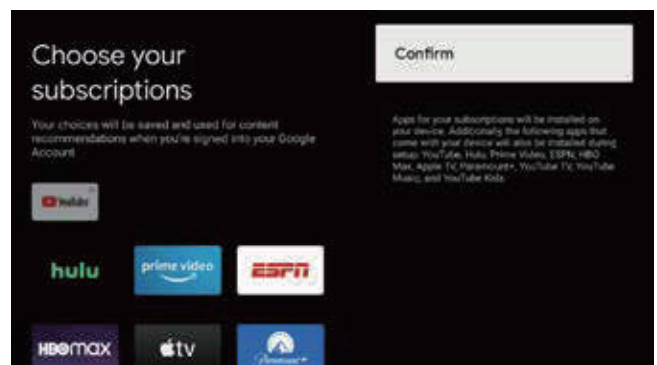 Choose your
subscriptions
Your choices will be saved and used for content
recommendations when you're signed into your Google
Account
YouTube
hulu
prime video
ESPN
HBOmax
tv
Paramount+
Confirm
Apps for your subscriptions will be installed on
your device. Additionally the following apps that
come with your device will also be installed during
setup: YouTube, Hulu, Prime Video, ESPN, HBO
Max, Apple TV, Paramount+, YouTube TV, YouTube
Music, and YouTube Kids